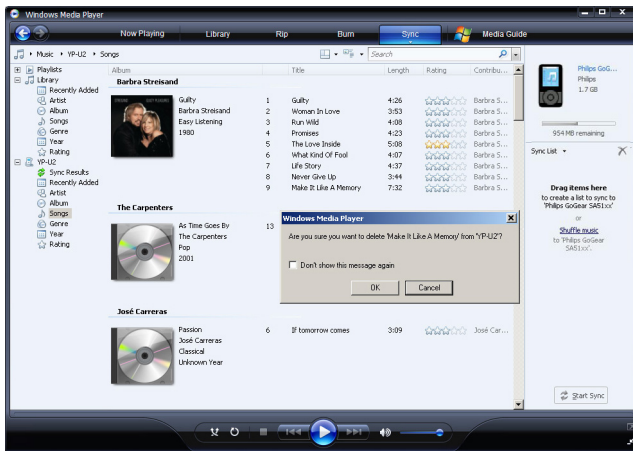 Windows Media Player
Now Playing Library Rip Burn Sync Media Guide
Music YP-U2 Songs
Search
Playlists
Library
Recently Added
Artist
Album
Songs
Genre
Year
Rating
YP-U2
Sync Results
Recently Added
Artist
Album
Songs
Genre
Year
Rating
Album Title Length Rating Contribu...
Barbra Streisand
Guilty
Barbra Streisand
Easy Listening
1980
1 Guilty 4:26 Barbra S...
2 Woman In Love 3:53 Barbra S...
3 Run Wild 4:08 Barbra S...
4 Promises 4:23 Barbra S...
5 The Love Inside 5:08 Barbra S...
6 What Kind Of Fool 4:07 Barbra S...
7 Life Story 4:37 Barbra S...
8 Never Give Up 3:44 Barbra S...
9 Make It Like A Memory 7:32 Barbra S...
The Carpenters
As Time Goes By
The Carpenters
Pop
2001
13
Windows Media Player
Are you sure you want to delete 'Make It Like A Memory' from 'YP-U2'?
Don't show this message again
OK Cancel
José Carreras
Passion
José Carreras
Classical
Unknown Year
6 If tomorrow comes 3:09 José Car...
Philips GoG...
Philips
1.7 GB
954 MB remaining
Sync List
Drag items here
to create a list to sync to
'Philips GoGear SA51xx'
or
Shuffle music
to 'Philips GoGear
SA51xx'.
Start Sync